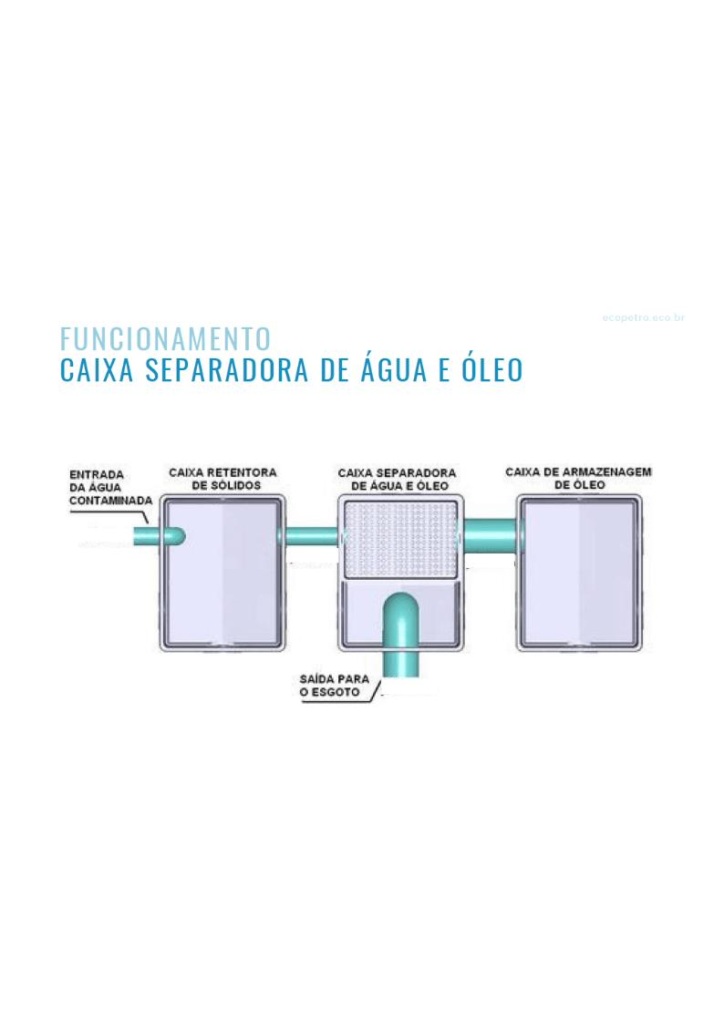 ecopetro.eco.br
FUNCIONAMENTO
CAIXA SEPARADORA DE ÁGUA E ÓLEO
ENTRADA
DA ÁGUA
CONTAMINADA
CAIXA RETENTORA
DE SÓLIDOS
CAIXA SEPARADORA
DE ÁGUA E ÓLEO
CAIXA DE ARMAZENAGEM
DE ÓLEO
SAÍDA PARA
O ESGOTO